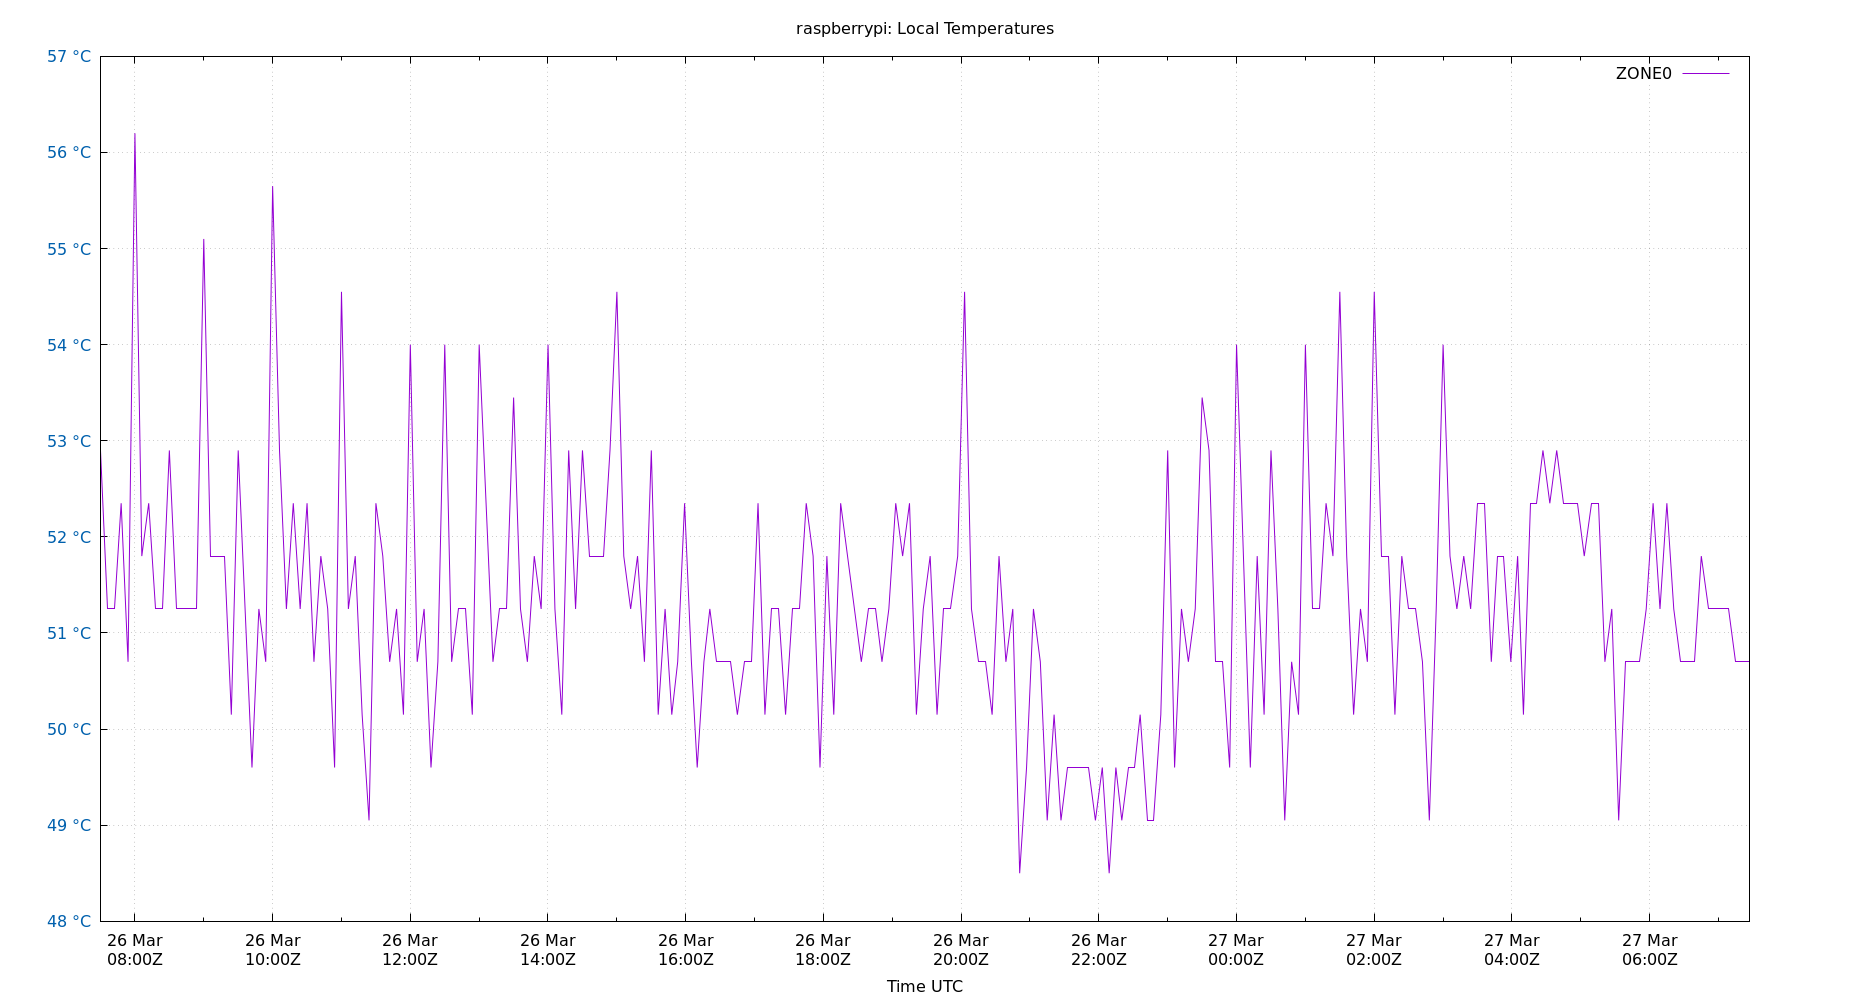 raspberrypi: Local Temperatures
57 °C
ZONE0
56 °C
55 °C
54 °C
53 °C
52 °C
51 °C
50 °C
49 °C
48 °C
26 Mar 26 Mar 26 Mar 26 Mar 26 Mar 26 Mar 26 Mar 26 Mar 27 Mar 27 Mar 27 Mar 27 Mar
08:00Z 10:00Z 12:00Z 14:00Z 16:00Z 18:00Z 20:00Z 22:00Z 00:00Z 02:00Z 04:00Z 06:00Z
Time UTC